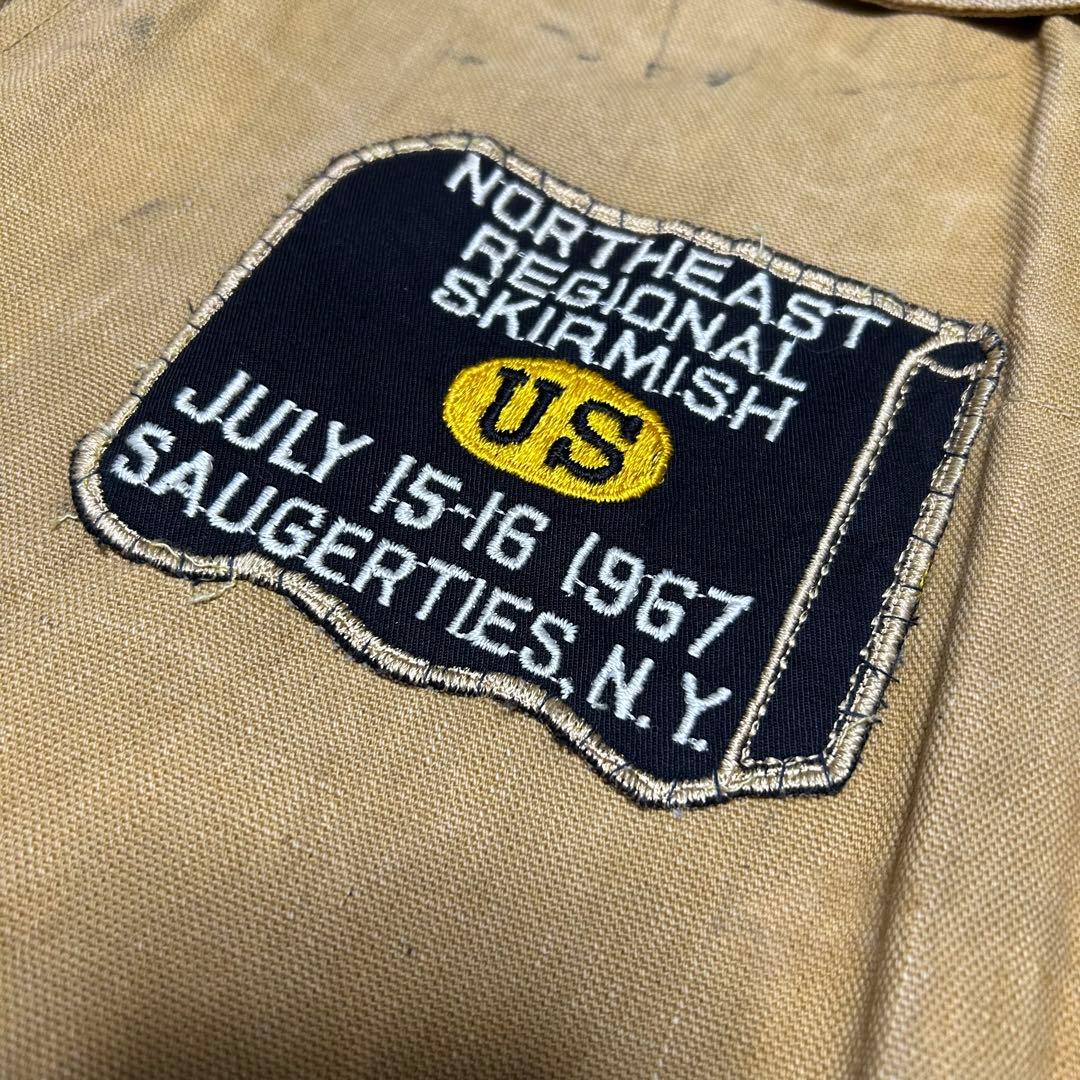 NORTHEAST
REGIONAL
SKIRMISH
US
JULY 15-16 1967
SAUGERTIES, N.Y.